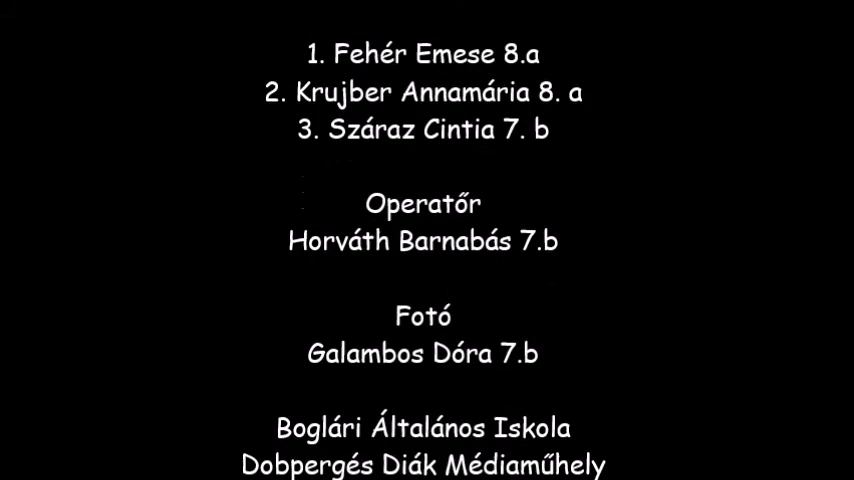 1. Fehér Emese 8.a
2. Krujber Annamária 8. a
3. Száraz Cintia 7. b
Operatőr
Horváth Barnabás 7.b
Fotó
Galambos Dóra 7.b
Boglári Általános Iskola
Dobpergés Diák Médiaműhely